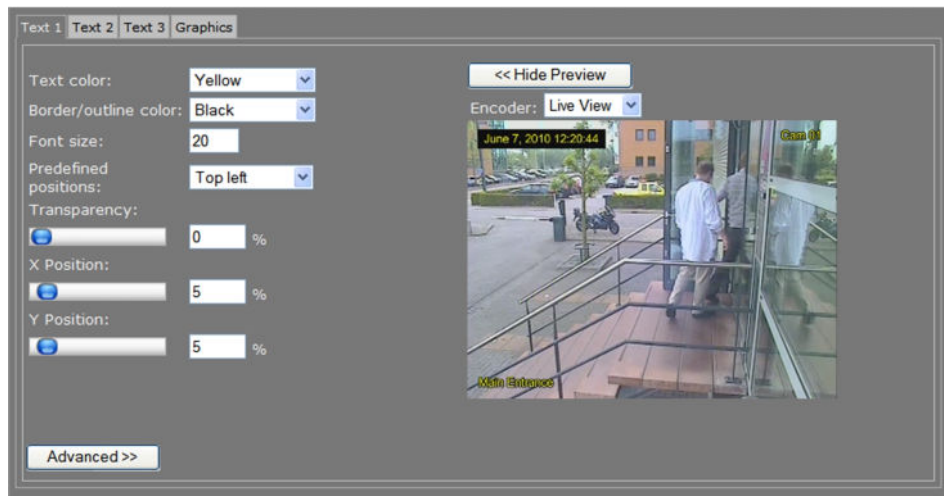 Text 1 Text 2 Text 3 Graphics
Text color: Yellow
<< Hide Preview
Border/outline color: Black
Encoder: Live View
Font size: 20
June 7, 2010 12:20:44
Cam 01
Predefined
positions: Top left
Transparency:
0 %
X Position:
5 %
Y Position:
5 %
Main Entrance
Advanced >>